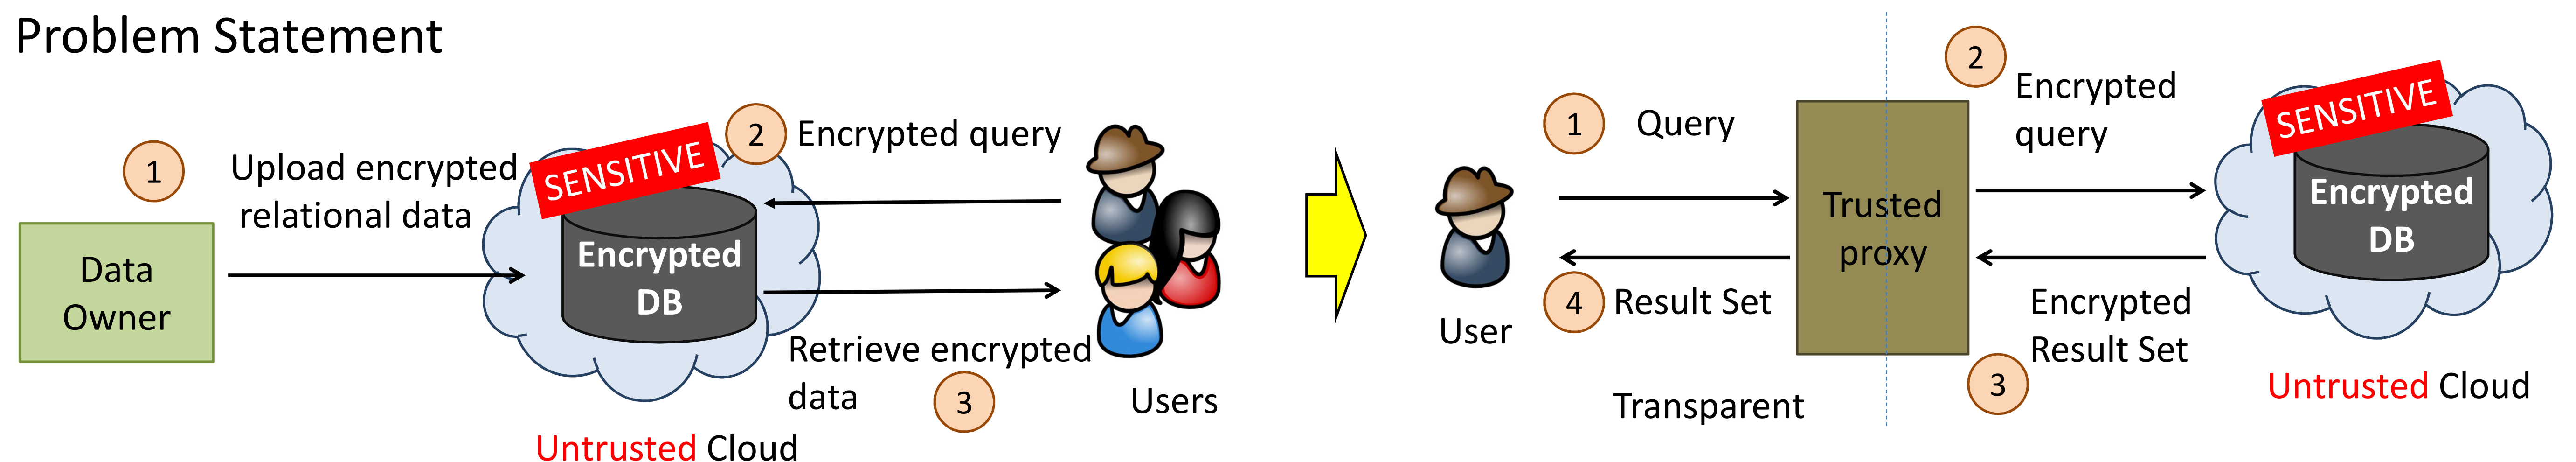 Problem Statement
1
Upload encrypted
relational data
Data
Owner
SENSITIVE
Encrypted
DB
Untrusted Cloud
2
Encrypted query
Retrieve encrypted
data
3
Users
1
Query
User
4
Result Set
Transparent
Trusted
proxy
2
Encrypted
query
Encrypted
Result Set
3
SENSITIVE
Encrypted
DB
Untrusted Cloud